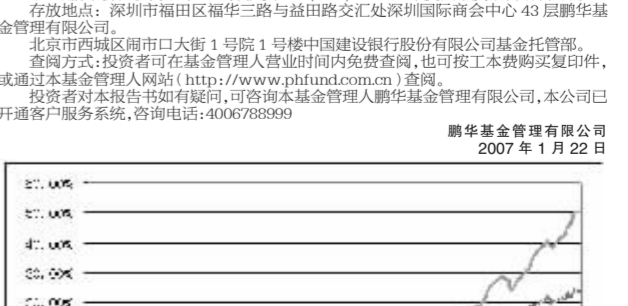 存放地点：深圳市福田区福华三路与益田路交汇处深圳国际商会中心43层鹏华基
金管理有限公司。
北京市西城区闹市口大街1号院1号楼中国建设银行股份有限公司基金托管部。
查阅方式：投资者可在基金管理人营业时间内免费查阅，也可按工本费购买复印件，
或通过本基金管理人网站（http://www.phfund.com.cn）查阅。
投资者对本报告书如有疑问，可咨询本基金管理人鹏华基金管理有限公司，本公司已
开通客户服务系统，咨询电话：4006788999
鹏华基金管理有限公司
2007年1月22日